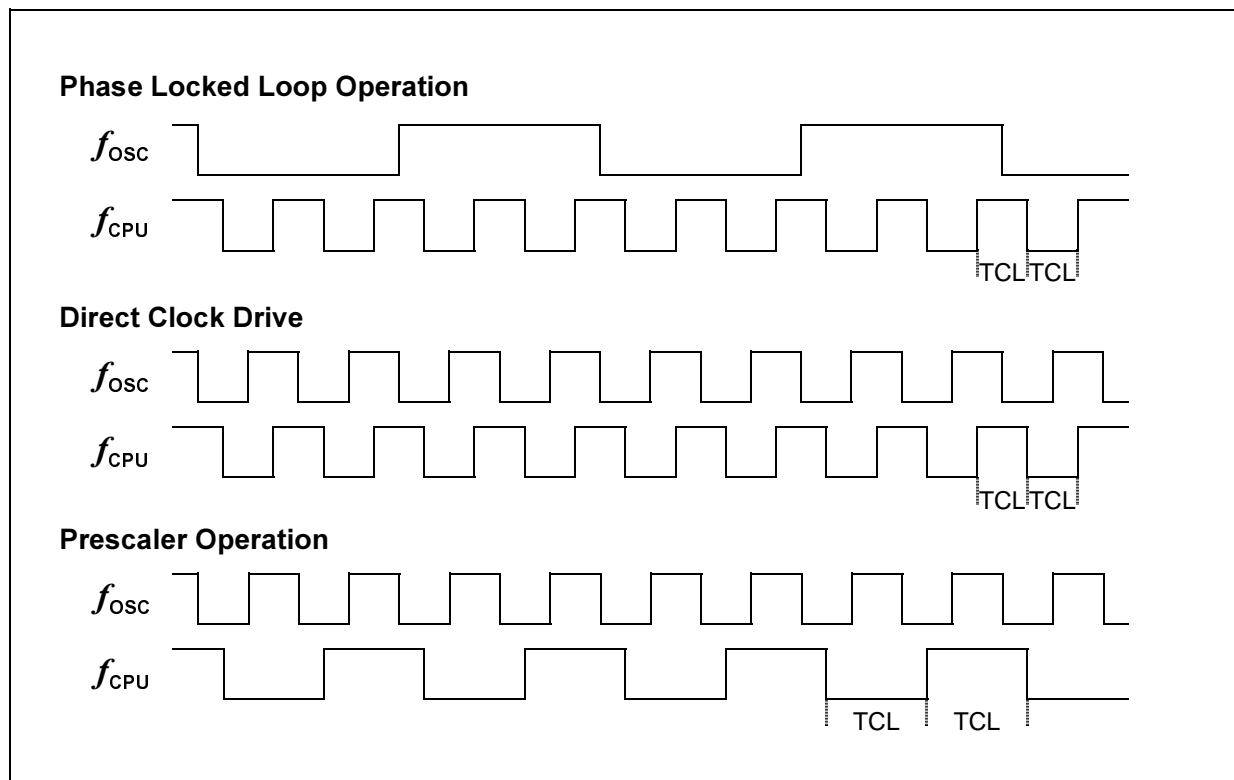 Phase Locked Loop Operation
fOSC
fCPU
TCL TCL
Direct Clock Drive
fOSC
fCPU
TCL TCL
Prescaler Operation
fOSC
fCPU
TCL TCL